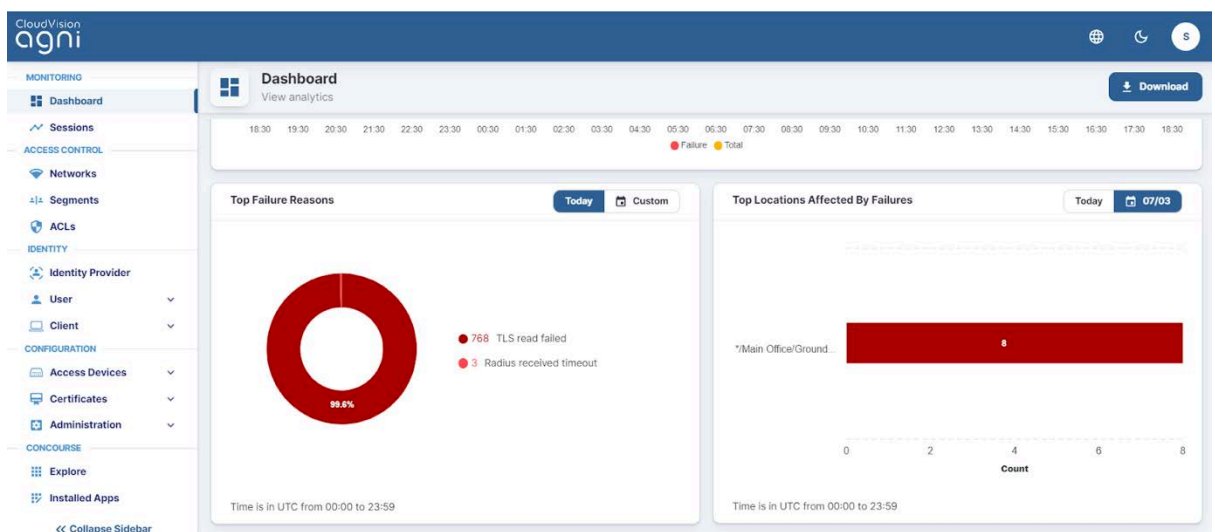 CloudVision
agni
S
MONITORING
Dashboard
Sessions
ACCESS CONTROL
Networks
Segments
ACLs
IDENTITY
Identity Provider
User
Client
CONFIGURATION
Access Devices
Certificates
Administration
CONCOURSE
Explore
Installed Apps
Collapse Sidebar
Dashboard
View analytics
Download
18:30 19:30 20:30 21:30 22:30 23:30 00:30 01:30 02:30 03:30 04:30 05:30 06:30 07:30 08:30 09:30 10:30 11:30 12:30 13:30 14:30 15:30 16:30 17:30 18:30
Failure Total
Top Failure Reasons
Today Custom
768 TLS read failed
3 Radius received timeout
99.6%
Time is in UTC from 00:00 to 23:59
Top Locations Affected By Failures
Today 07/03
*/Main Office/Ground...
8
0 2 4 6 8
Count
Time is in UTC from 00:00 to 23:59